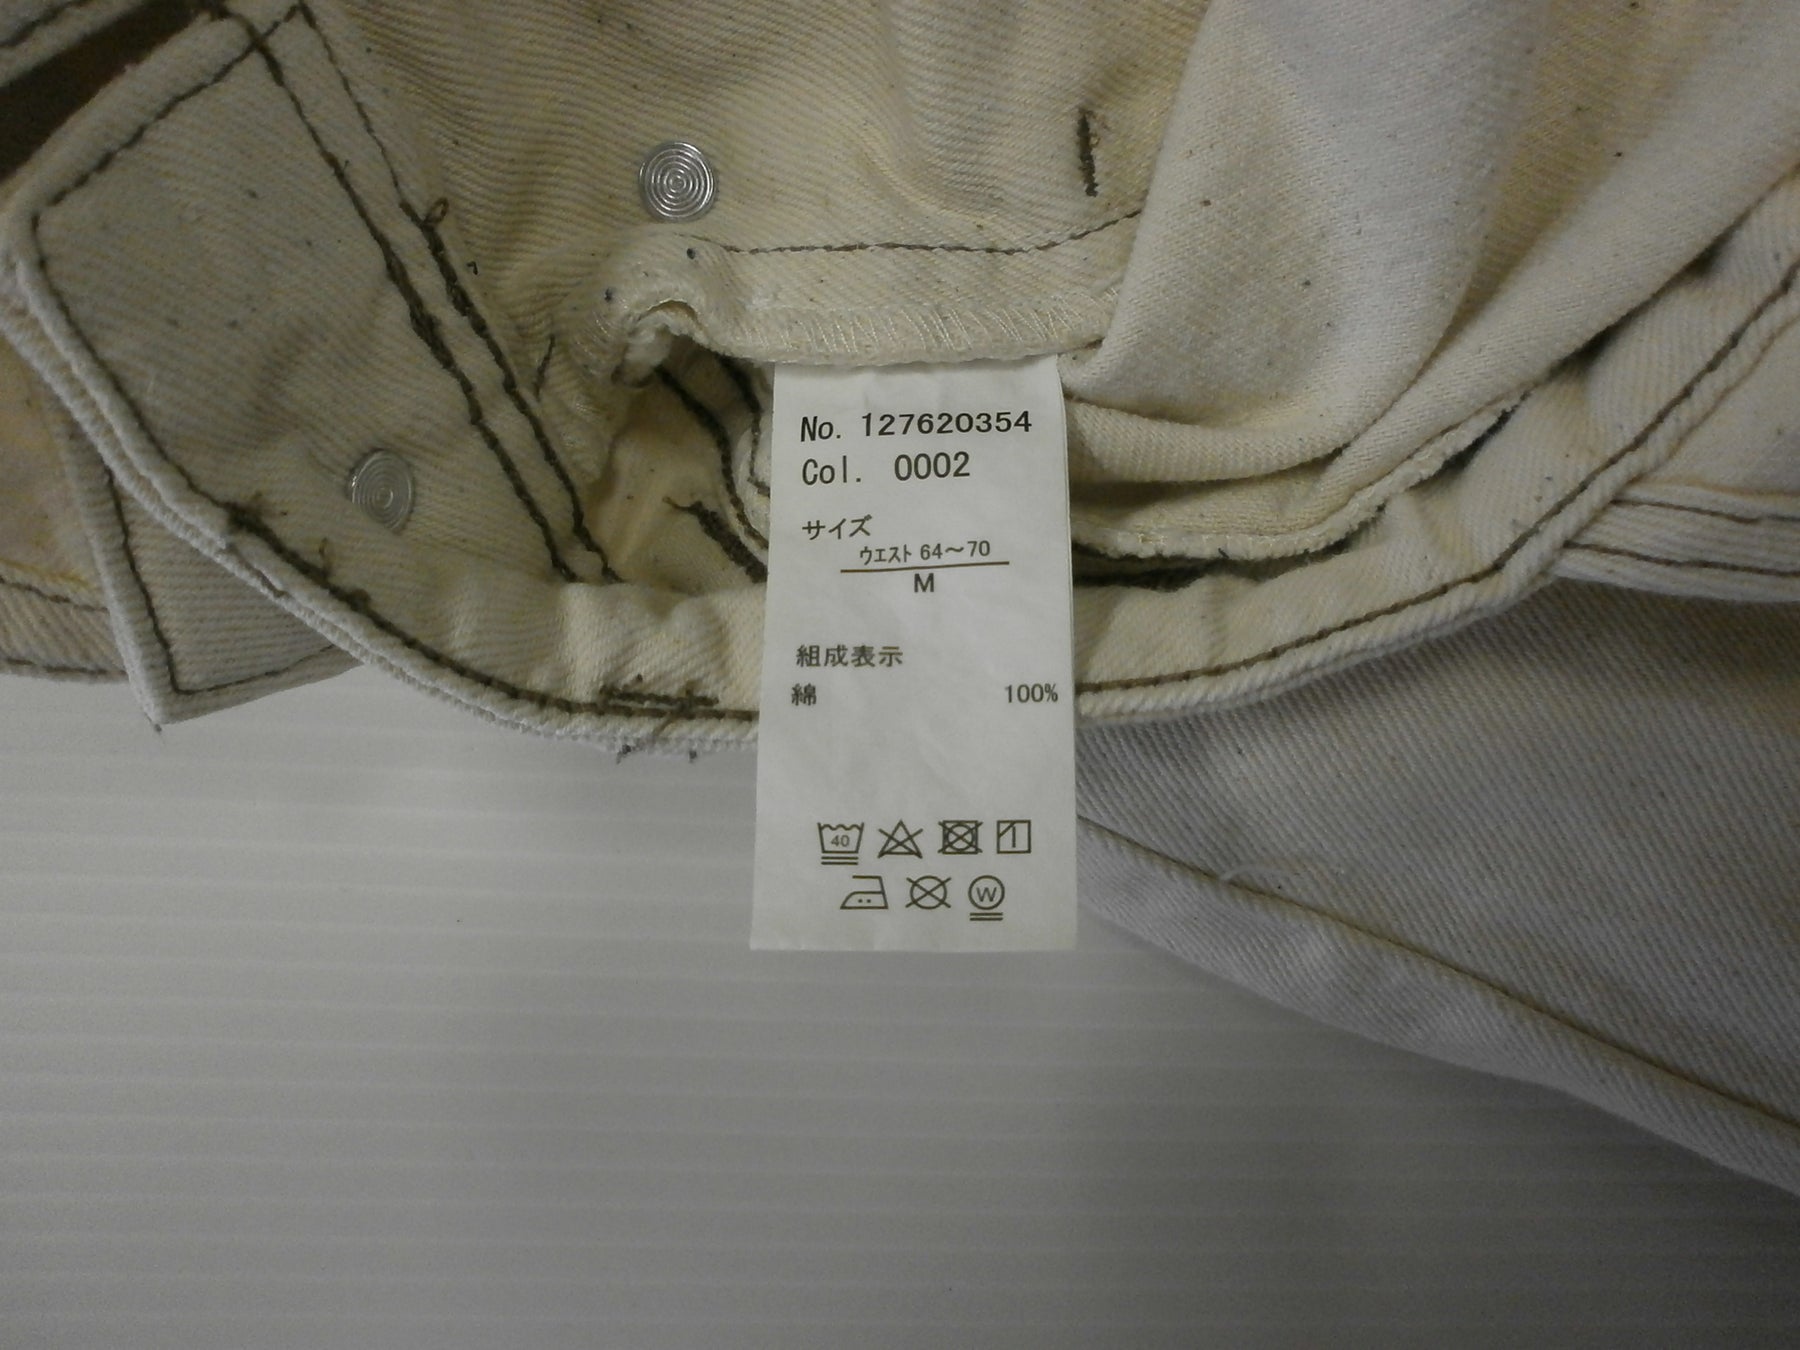 No. 127620354
Col. 0002
サイズ
ウエスト 64～70
M
組成表示
綿 100%
40
W